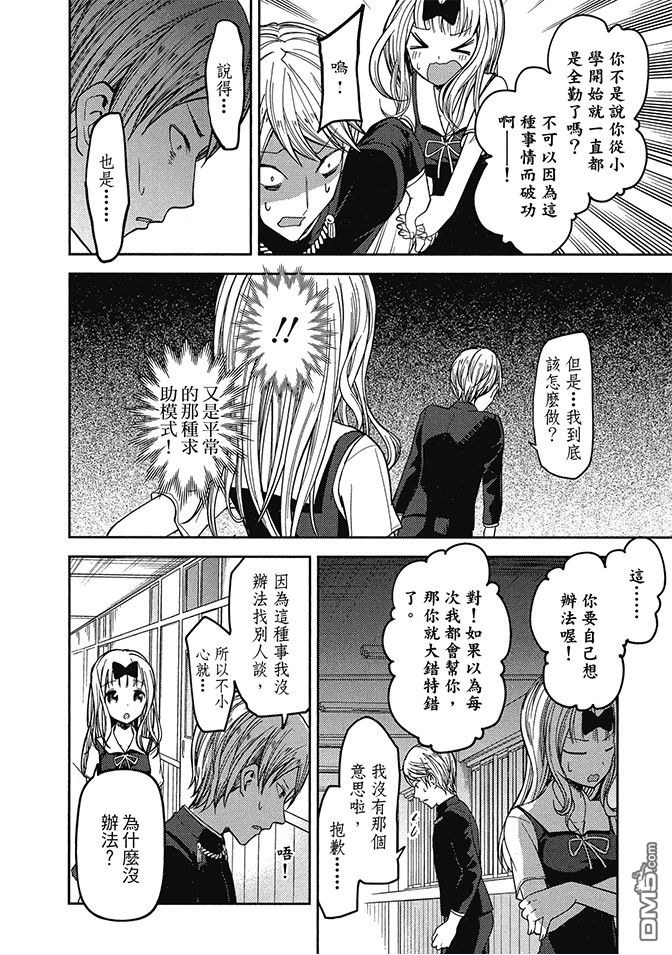 你不是說你從小
學開始就一直都
是全勤了嗎？
不可以因為這
種事情而破功
啊——！
嗚！
說得……
也是…
但是…我到底
該怎麼做？
!!
又是平常
的那種求
助模式！
這……
你要自己想
辦法喔！
對！如果以為每
次我都會幫你，
那你就大錯特錯
了。
我沒有那個
意思啦，
抱歉…
因為這種事我沒
辦法找別人談，
所以不小
心就…
唔！
為什麼沒
辦法？
DM5.com